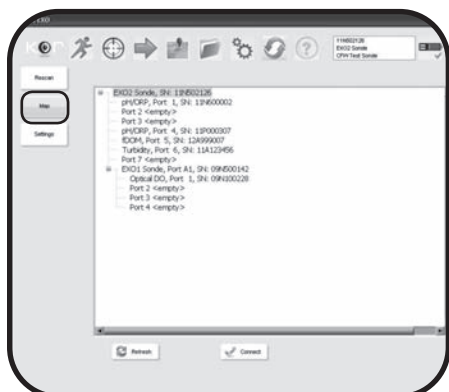 EXO
11N502126
EXO2 Sonde
CPW Test Sonde
Rescan
Map
Settings
EXO2 Sonde, SN: 11N502126
pH/ORP, Port 1, SN: 11N600002
Port 2 <empty>
Port 3 <empty>
pH/ORP, Port 4, SN: 11P000307
fDOM, Port 5, SN: 12A999007
Turbidity, Port 6, SN: 11A123456
Port 7 <empty>
EXO1 Sonde, Port A1, SN: 09N500142
Optical DO, Port 1, SN: 09N100228
Port 2 <empty>
Port 3 <empty>
Port 4 <empty>
Refresh
Connect